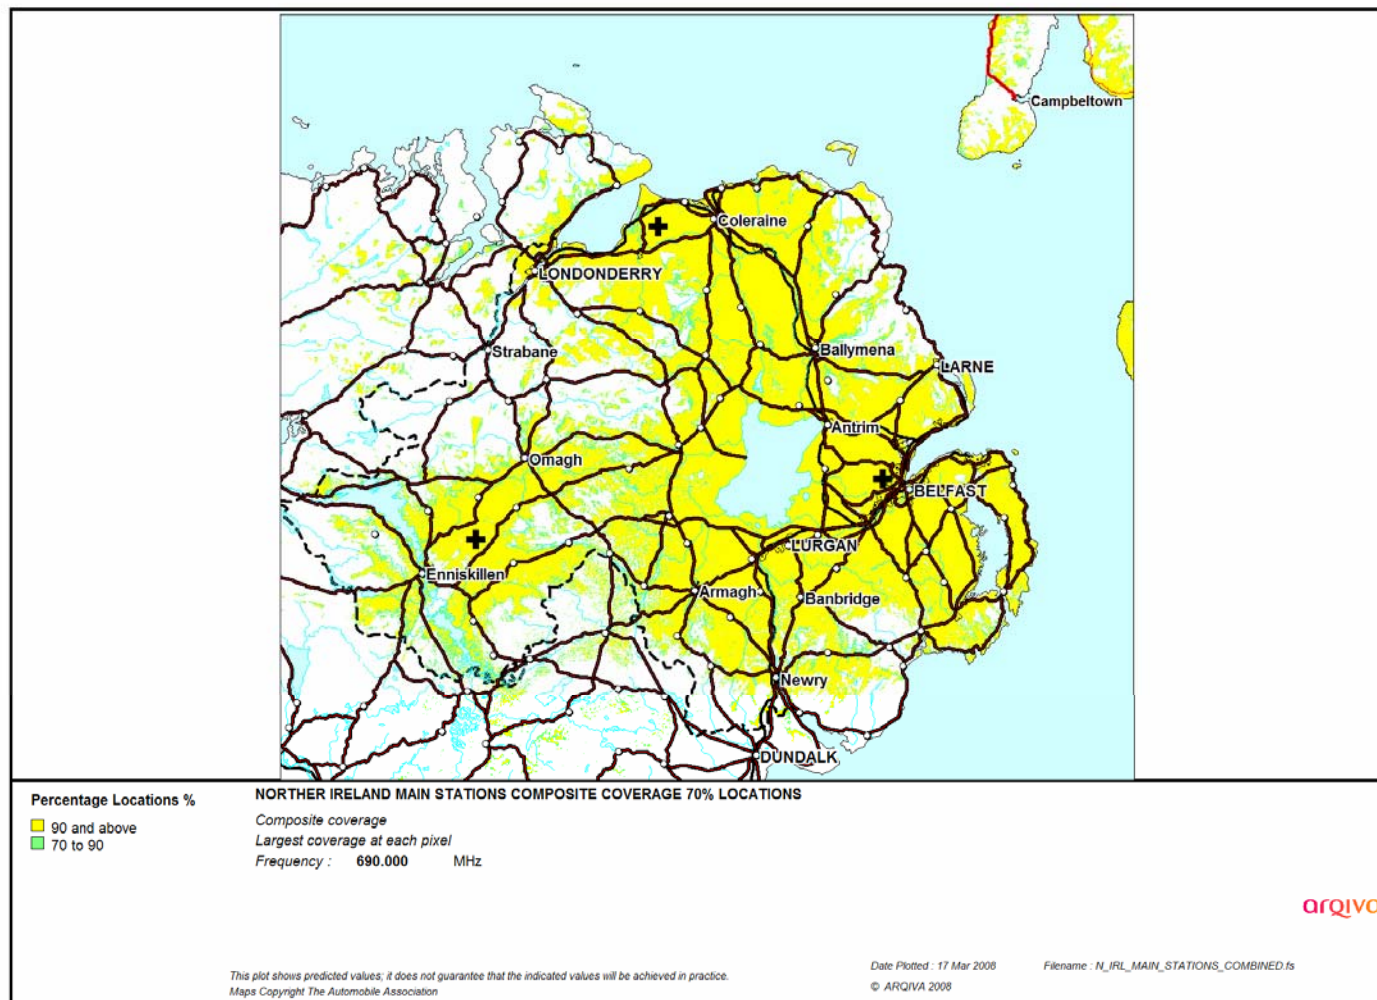 Campbeltown
Coleraine
LONDONDERRY
Strabane
Ballymena
LARNE
Antrim
Omagh
BELFAST
LURGAN
Enniskillen
Armagh
Banbridge
Newry
DUNDALK
Percentage Locations %
90 and above
70 to 90
NORTHER IRELAND MAIN STATIONS COMPOSITE COVERAGE 70% LOCATIONS
Composite coverage
Largest coverage at each pixel
Frequency : 690.000 MHz
arqiva
This plot shows predicted values; it does not guarantee that the indicated values will be achieved in practice.
Maps Copyright The Automobile Association
Date Plotted : 17 Mar 2008 Filename : N_IRL_MAIN_STATIONS_COMBINED.fs
© ARQIVA 2008